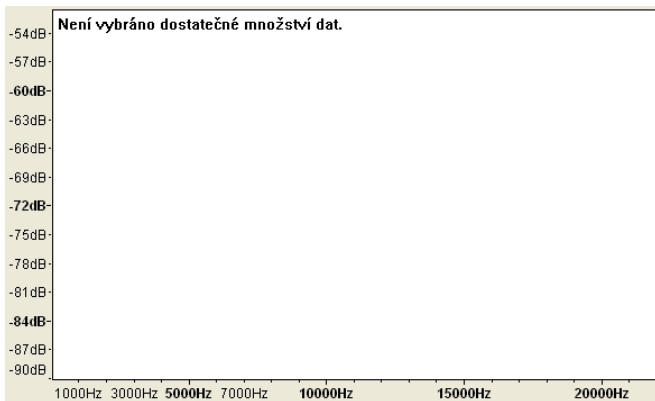 Není vybráno dostatečné množství dat.
-54dB
-57dB
-60dB
-63dB
-66dB
-69dB
-72dB
-75dB
-78dB
-81dB
-84dB
-87dB
-90dB
1000Hz 3000Hz 5000Hz 7000Hz 10000Hz 15000Hz 20000Hz